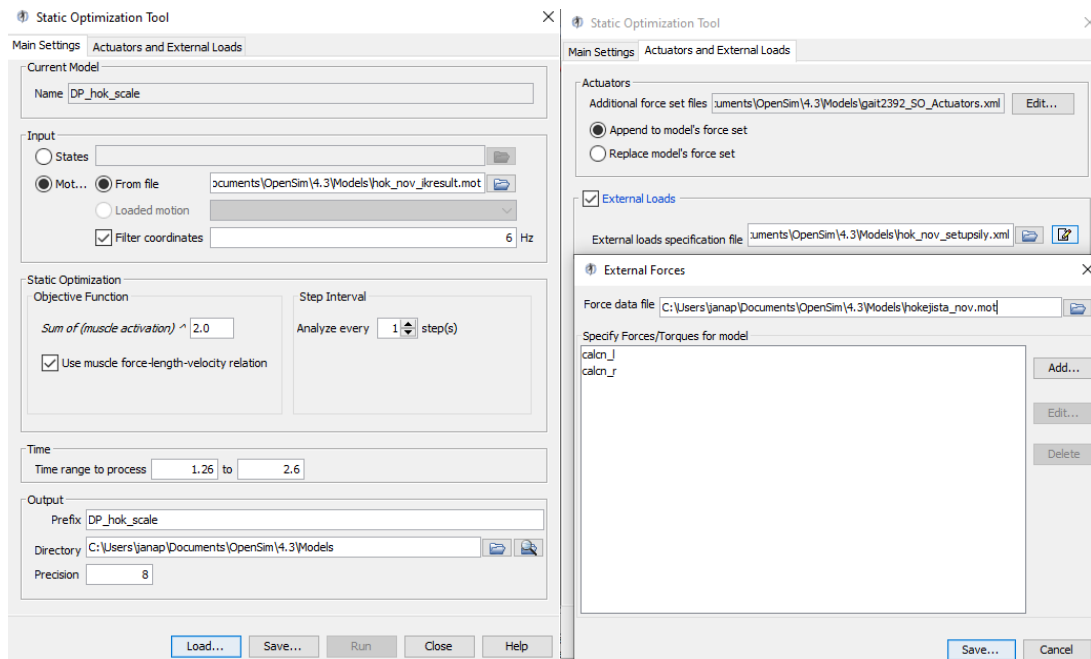 Static Optimization Tool
Main Settings Actuators and External Loads
Current Model
Name DP_hok_scale
Input
States
Mot... From file ocuments\OpenSim\4.3\Models\hok_nov_ikresult.mot
Loaded motion
Filter coordinates 6 Hz
Static Optimization
Objective Function
Sum of (muscle activation) ^ 2.0
Use muscle force-length-velocity relation
Step Interval
Analyze every 1 step(s)
Time
Time range to process 1.26 to 2.6
Output
Prefix DP_hok_scale
Directory C:\Users\janap\Documents\OpenSim\4.3\Models
Precision 8
Load... Save... Run Close Help
Static Optimization Tool
Main Settings Actuators and External Loads
Actuators
Additional force set files :uments\OpenSim\4.3\Models\gait2392_SO_Actuators.xml Edit...
Append to model's force set
Replace model's force set
External Loads
External loads specification file :uments\OpenSim\4.3\Models\hok_nov_setupsily.xml
External Forces
Force data file C:\Users\janap\Documents\OpenSim\4.3\Models\hokejista_nov.mot
Specify Forces/Torques for model
calcn_l
calcn_r
Add...
Edit...
Delete
Save... Cancel